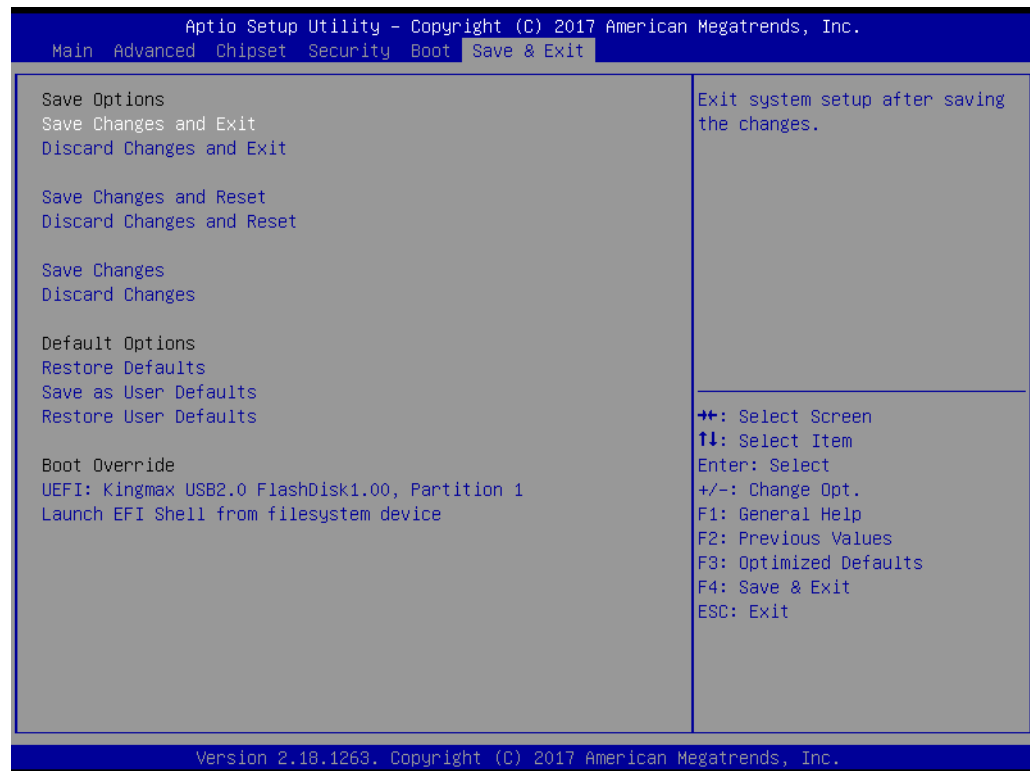 Aptio Setup Utility – Copyright (C) 2017 American Megatrends, Inc.
Main Advanced Chipset Security Boot Save & Exit
Save Options
Save Changes and Exit
Discard Changes and Exit
Save Changes and Reset
Discard Changes and Reset
Save Changes
Discard Changes
Default Options
Restore Defaults
Save as User Defaults
Restore User Defaults
Boot Override
UEFI: Kingmax USB2.0 FlashDisk1.00, Partition 1
Launch EFI Shell from filesystem device
Exit system setup after saving
the changes.
→←: Select Screen
↑↓: Select Item
Enter: Select
+/-: Change Opt.
F1: General Help
F2: Previous Values
F3: Optimized Defaults
F4: Save & Exit
ESC: Exit
Version 2.18.1263. Copyright (C) 2017 American Megatrends, Inc.